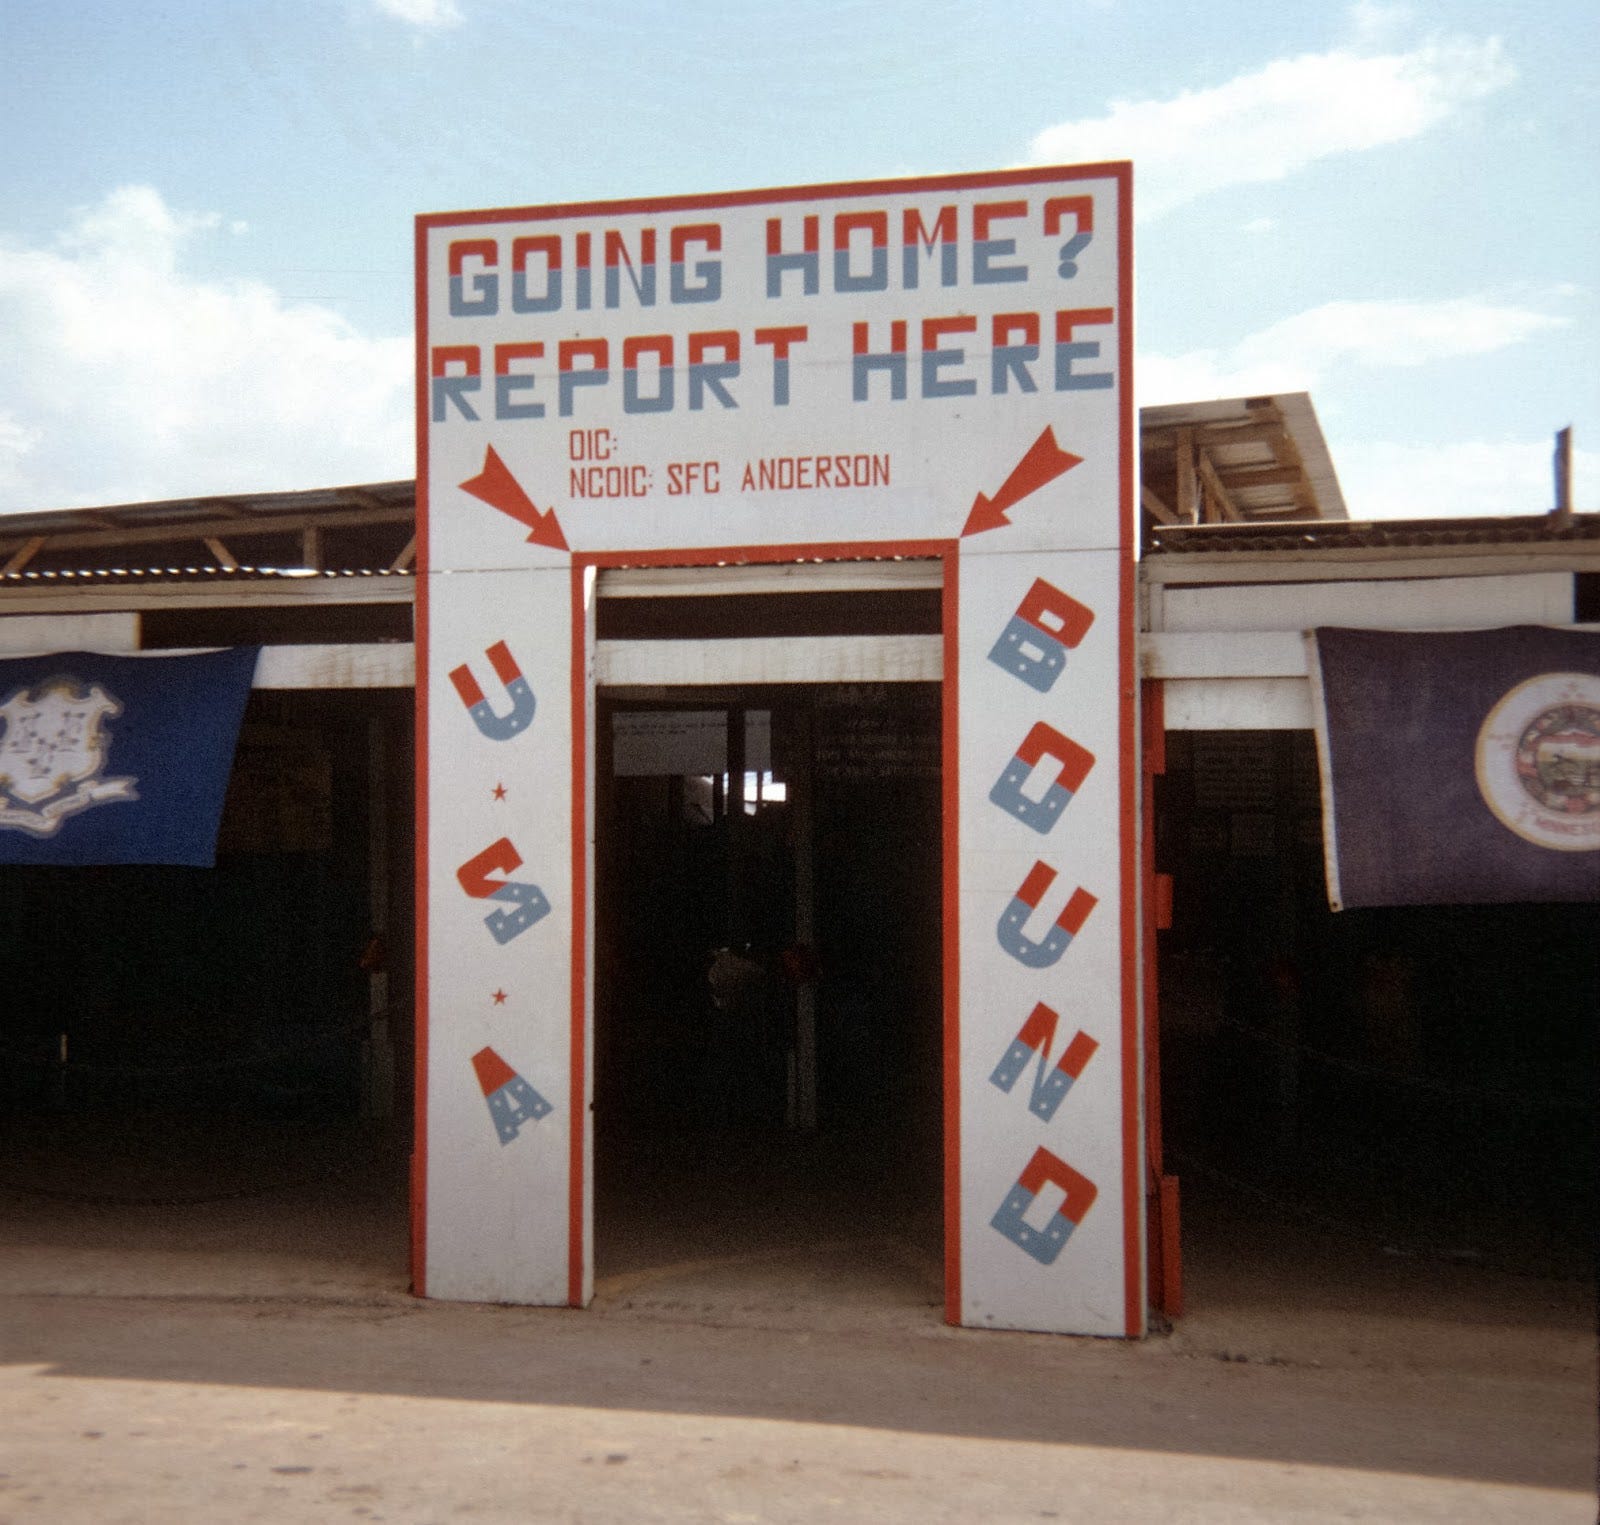 GOING HOME?
REPORT HERE
OIC:
NCOIC: SFC ANDERSON
U·S·A
BOUND